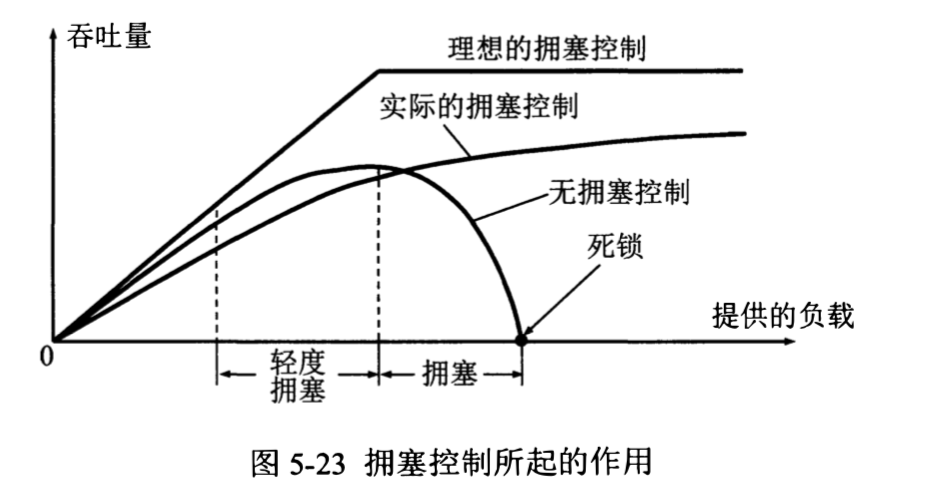 吞吐量
理想的拥塞控制
实际的拥塞控制
无拥塞控制
死锁
提供的负载
0
轻度
拥塞
拥塞
图 5-23 拥塞控制所起的作用